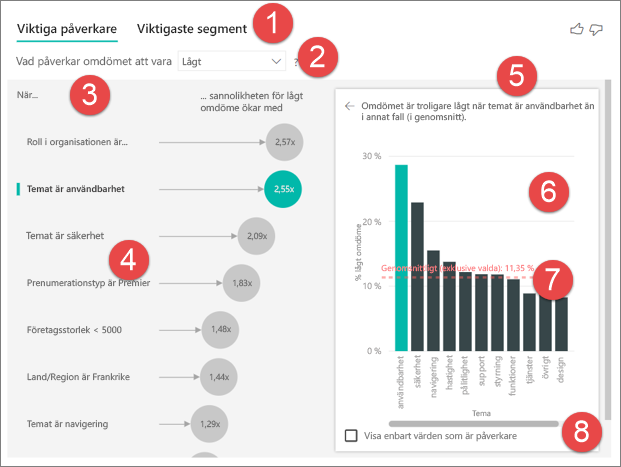 Viktiga påverkare Viktigaste segment 1
Vad påverkar omdömet att vara Lågt ? 2
När... 3 ... sannolikheten för lågt
omdöme ökar med
Roll i organisationen är... 2,57x
Temat är användbarhet 2,55x
Temat är säkerhet 2,09x
4
Prenumerationstyp är Premier 1,83x
Företagsstorlek < 5000 1,48x
Land/Region är Frankrike 1,44x
Temat är navigering 1,29x
5
Omdömet är troligare lågt när temat är användbarhet än
i annat fall (i genomsnitt).
30 %
6
20 %
Genomsnittligt (exklusive valda): 11,35 %
7
10 %
0 %
% lågt omdöme
användbarhet
säkerhet
navigering
hastighet
pålitlighet
support
styrning
funktioner
tjänster
övrigt
design
Tema
Visa enbart värden som är påverkare 8